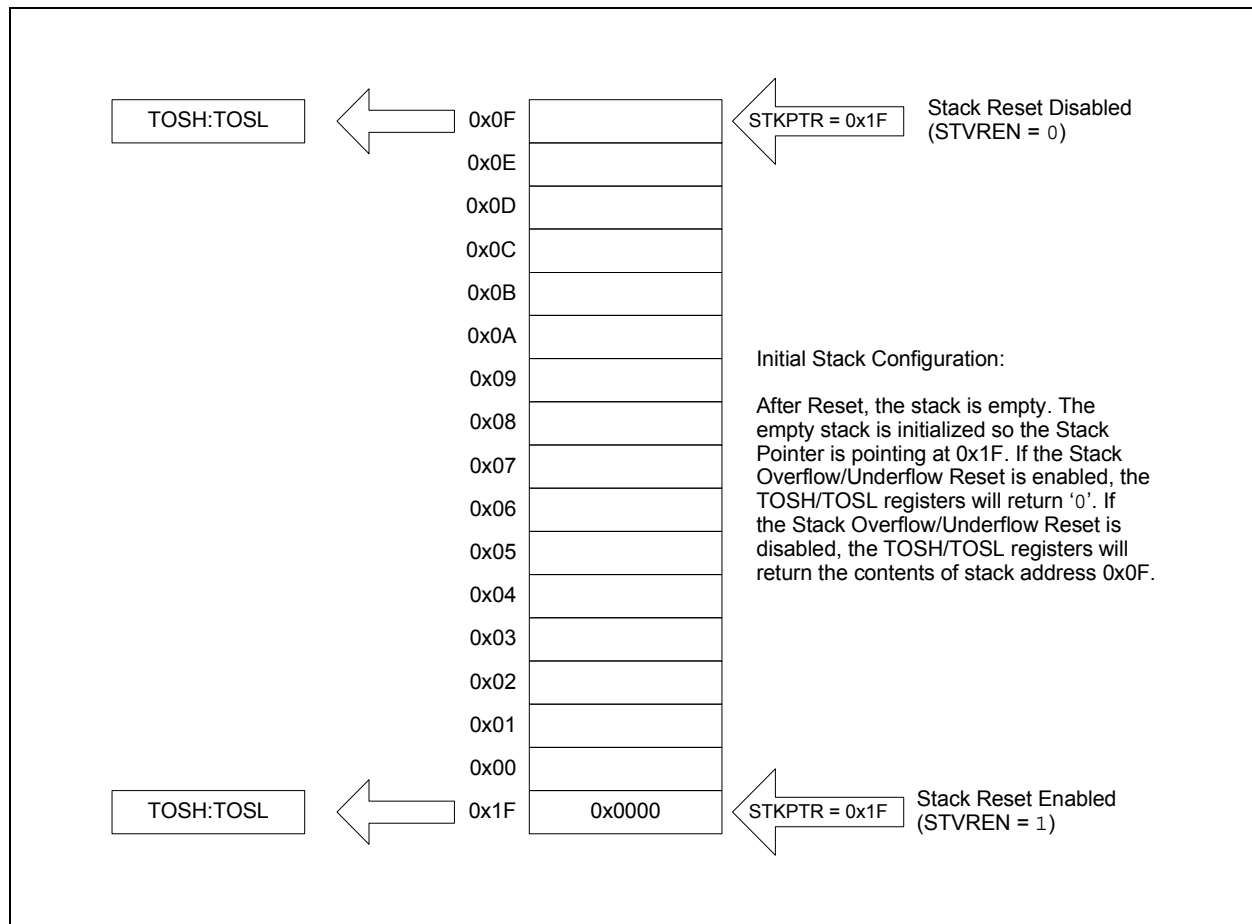 TOSH:TOSL
0x0F
STKPTR = 0x1F
Stack Reset Disabled
(STVREN = 0)
0x0E
0x0D
0x0C
0x0B
0x0A
0x09
0x08
0x07
0x06
0x05
0x04
0x03
0x02
0x01
0x00
Initial Stack Configuration:
After Reset, the stack is empty. The
empty stack is initialized so the Stack
Pointer is pointing at 0x1F. If the Stack
Overflow/Underflow Reset is enabled, the
TOSH/TOSL registers will return ‘0’. If
the Stack Overflow/Underflow Reset is
disabled, the TOSH/TOSL registers will
return the contents of stack address 0x0F.
TOSH:TOSL
0x1F
0x0000
STKPTR = 0x1F
Stack Reset Enabled
(STVREN = 1)